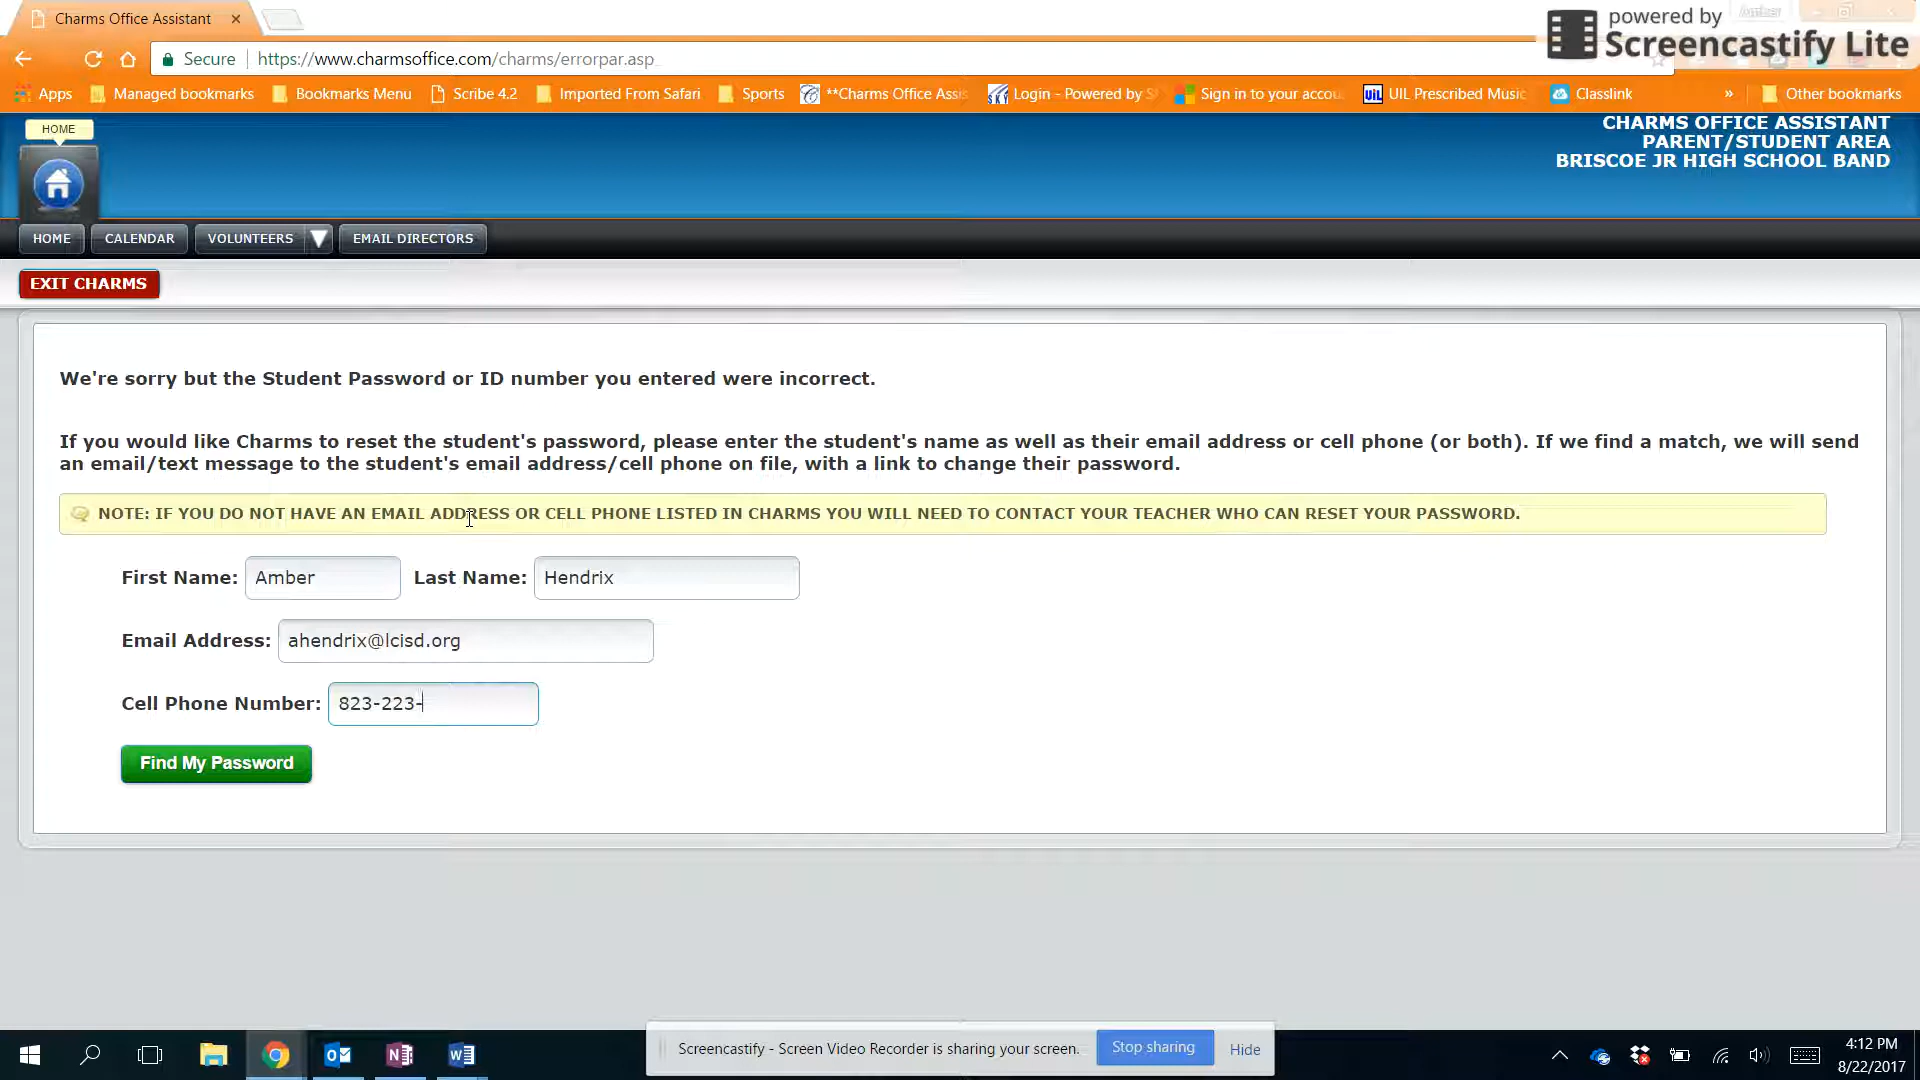 Charms Office Assistant
powered by
Screencastify Lite
Secure https://www.charmsoffice.com/charms/errorpar.asp
Apps Managed bookmarks Bookmarks Menu Scribe 4.2 Imported From Safari Sports **Charms Office Assis Login - Powered by Sign in to your accou UIL Prescribed Music Classlink » Other bookmarks
HOME
CHARMS OFFICE ASSISTANT
PARENT/STUDENT AREA
BRISCOE JR HIGH SCHOOL BAND
HOME CALENDAR VOLUNTEERS EMAIL DIRECTORS
EXIT CHARMS
We're sorry but the Student Password or ID number you entered were incorrect.
If you would like Charms to reset the student's password, please enter the student's name as well as their email address or cell phone (or both). If we find a match, we will send
an email/text message to the student's email address/cell phone on file, with a link to change their password.
NOTE: IF YOU DO NOT HAVE AN EMAIL ADDRESS OR CELL PHONE LISTED IN CHARMS YOU WILL NEED TO CONTACT YOUR TEACHER WHO CAN RESET YOUR PASSWORD.
First Name: Amber Last Name: Hendrix
Email Address: ahendrix@lcisd.org
Cell Phone Number: 823-223-
Find My Password
Screencastify - Screen Video Recorder is sharing your screen. Stop sharing Hide
4:12 PM
8/22/2017